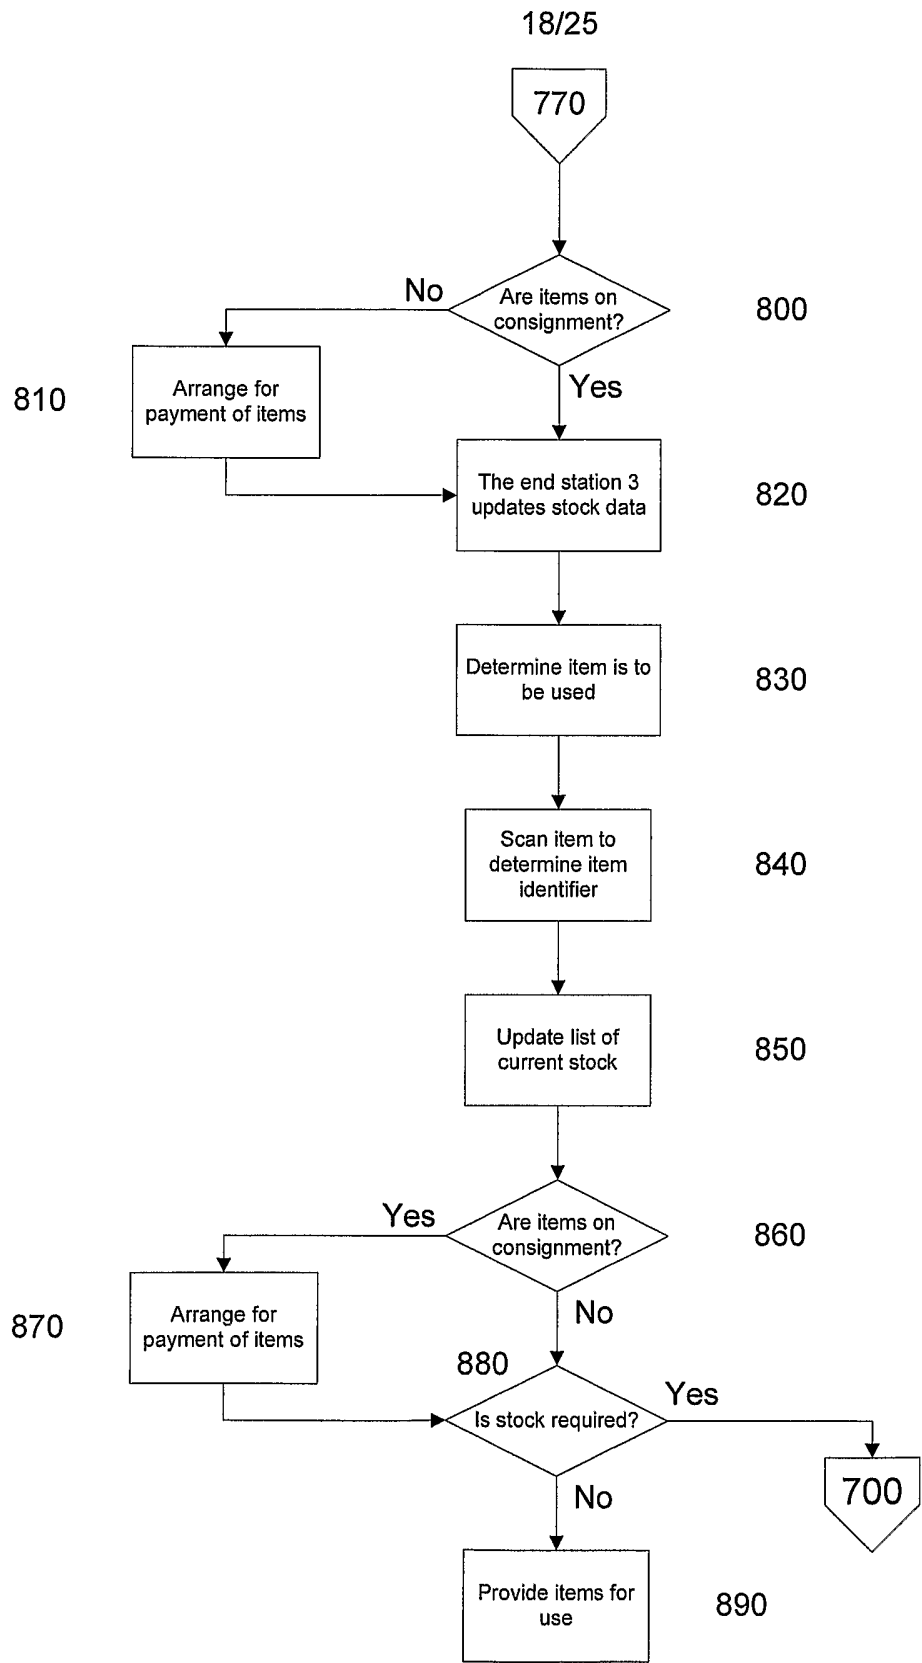 18/25
770
No
Are items on
consignment?
800
Yes
810
Arrange for
payment of items
The end station 3
updates stock data
820
Determine item is to
be used
830
Scan item to
determine item
identifier
840
Update list of
current stock
850
Yes
Are items on
consignment?
860
No
870
Arrange for
payment of items
880
Is stock required?
Yes
700
No
Provide items for
use
890